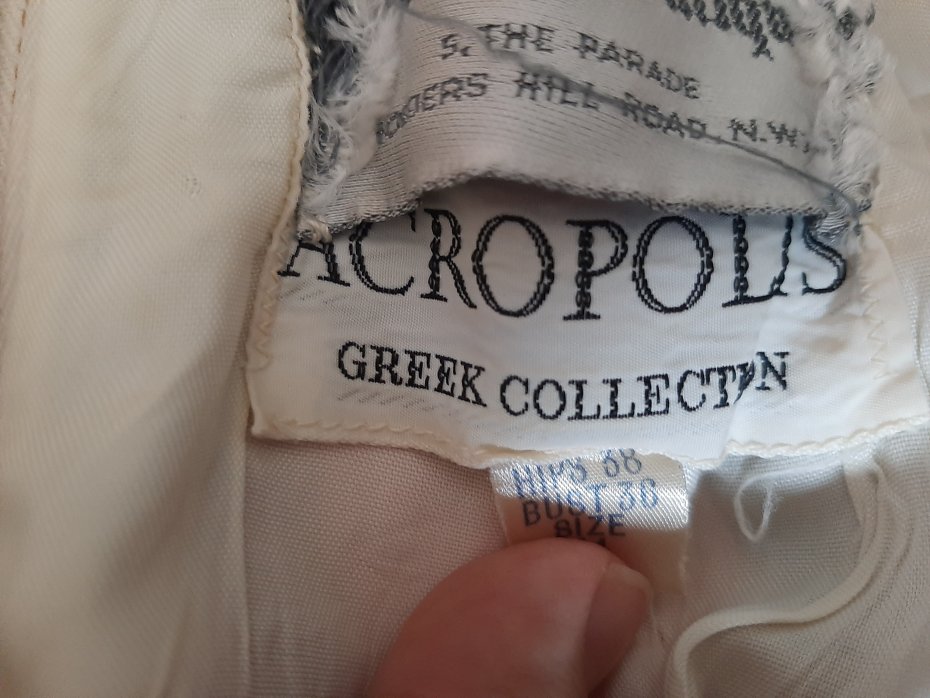 5, THE PARADE
HILL ROAD, N.W.
ACROPOLIS
GREEK COLLECTION
HIPS 38
BUST 36
SIZE